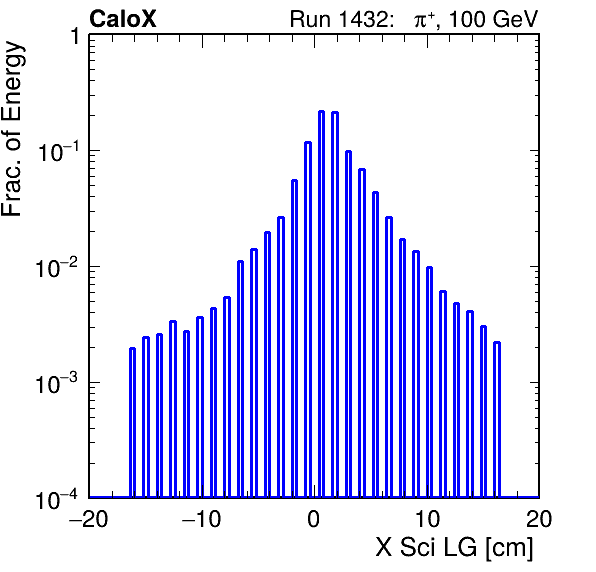 CaloX Run 1432: π⁺, 100 GeV
Frac. of Energy
1
10⁻¹
10⁻²
10⁻³
10⁻⁴
−20 −10 0 10 20
X Sci LG [cm]